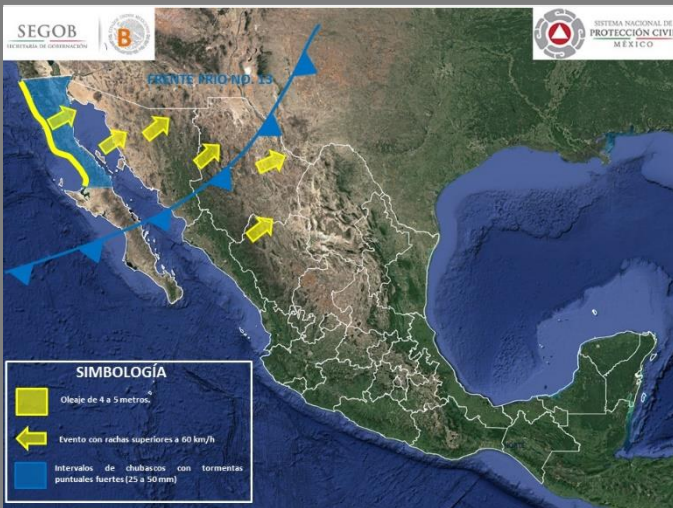 SEGOB
SECRETARÍA DE GOBERNACIÓN
B
SISTEMA NACIONAL DE
PROTECCIÓN CIVIL
MÉXICO
FRENTE FRIO NO. 13
SIMBOLOGÍA
Oleaje de 4 a 5 metros.
Evento con rachas superiores a 60 km/h
Intervalos de chubascos con tormentas
puntuales fuertes (25 a 50 mm)